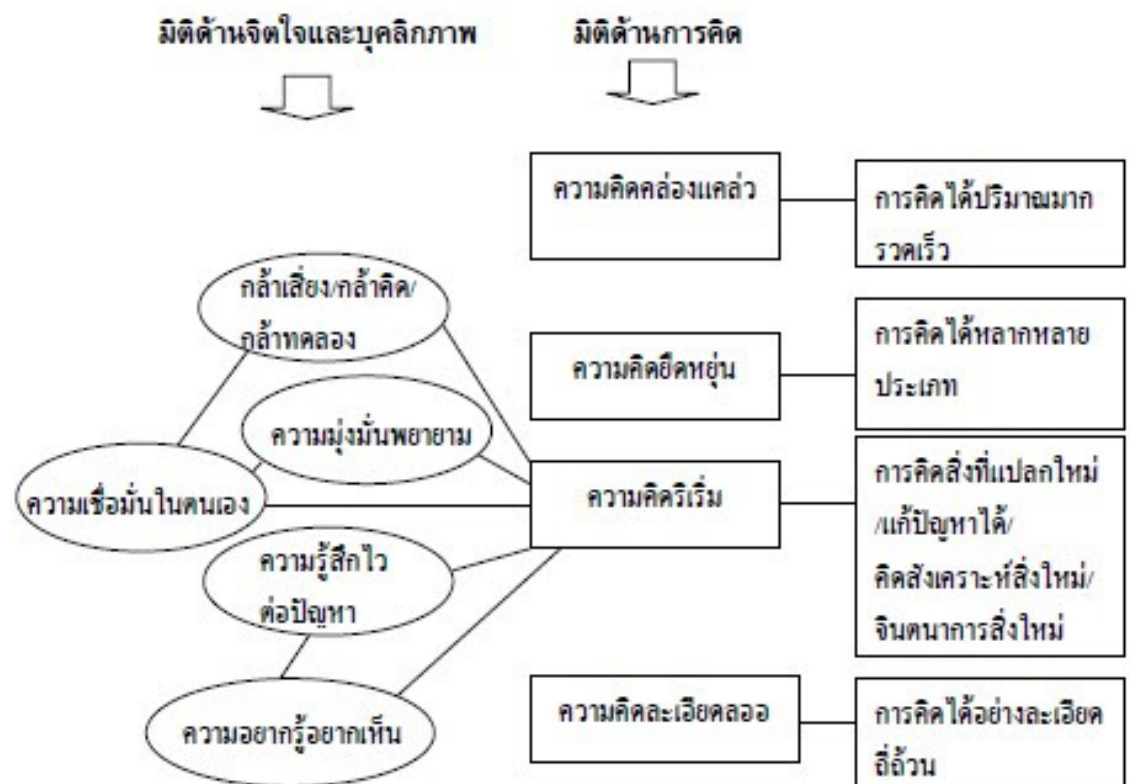 มิติด้านจิตใจและบุคลิกภาพ
มิติด้านการคิด
ความคิดคล่องแคล่ว
การคิดได้ปริมาณมาก
รวดเร็ว
กล้าเสี่ยง/กล้าคิด/
กล้าทดลอง
ความคิดยืดหยุ่น
การคิดได้หลากหลาย
ประเภท
ความมุ่งมั่นพยายาม
ความเชื่อมั่นในตนเอง
ความคิดริเริ่ม
การคิดสิ่งที่แปลกใหม่
/แก้ปัญหาได้/
คิดสังเคราะห์สิ่งใหม่/
จินตนาการสิ่งใหม่
ความรู้สึกไว
ต่อปัญหา
ความอยากรู้อยากเห็น
ความคิดละเอียดลออ
การคิดได้อย่างละเอียด
ถี่ถ้วน